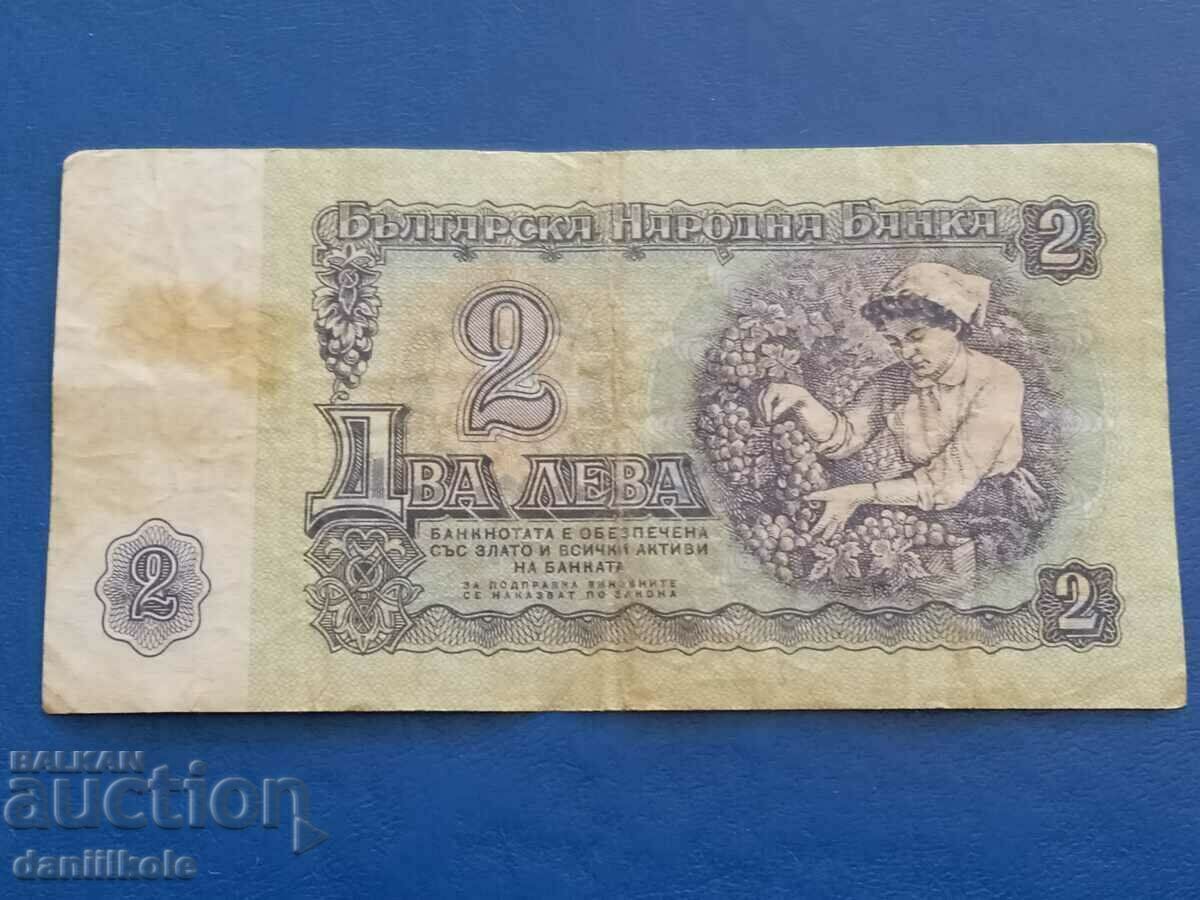 Българска Народна Банка
2
2
Два лева
БАНКНОТАТА Е ОБЕЗПЕЧЕНА
СЪС ЗЛАТО И ВСИЧКИ АКТИВИ
НА БАНКАТА
ЗА ПОДПРАВКА ВИНОВНИТЕ
СЕ НАКАЗВАТ ПО ЗАКОНА
2
2
BALKAN
auction
daniilkole